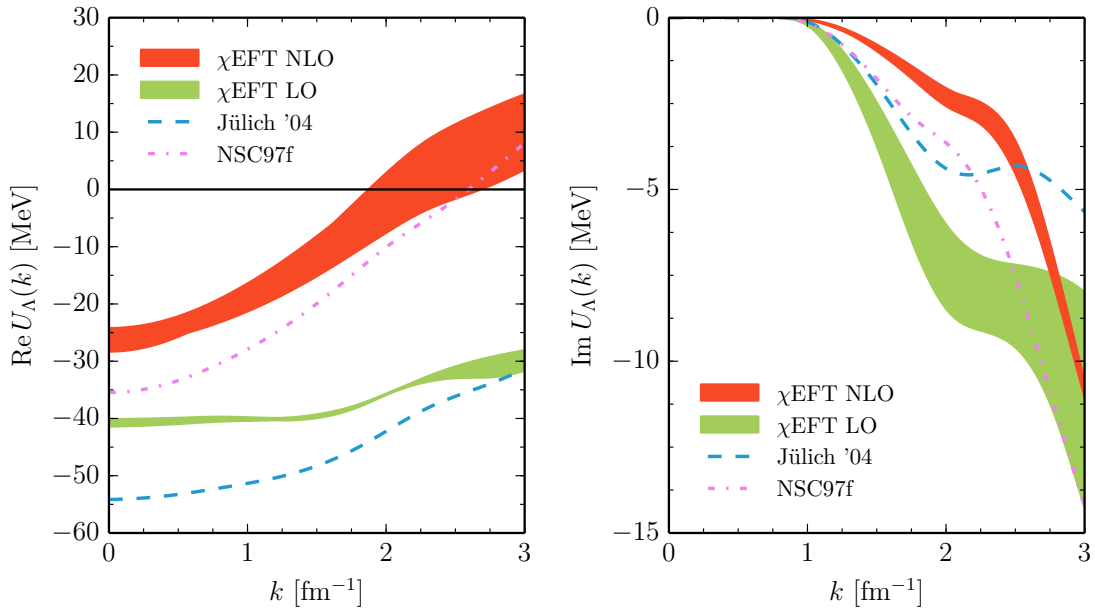 30
20
10
0
−10
−20
−30
−40
−50
−60
0
1
2
3
k [fm⁻¹]
Re U_Λ(k) [MeV]
χEFT NLO
χEFT LO
Jülich '04
NSC97f
0
−5
−10
−15
0
1
2
3
k [fm⁻¹]
Im U_Λ(k) [MeV]
χEFT NLO
χEFT LO
Jülich '04
NSC97f